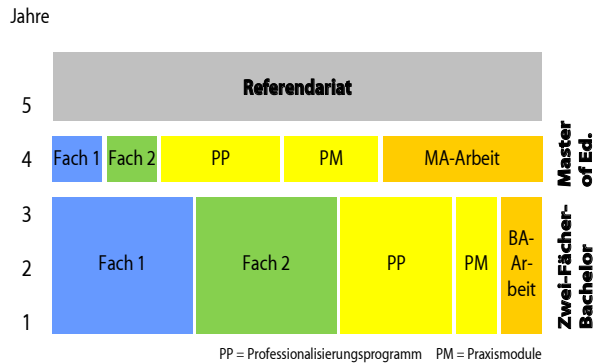 Jahre
Referendariat
5
4
Fach 1
Fach 2
PP
PM
MA-Arbeit
Master
of Ed.
3
2
1
Fach 1
Fach 2
PP
PM
BA-
Ar-
beit
Zwei-Fächer-
Bachelor
PP = Professionalisierungsprogramm PM = Praxismodule